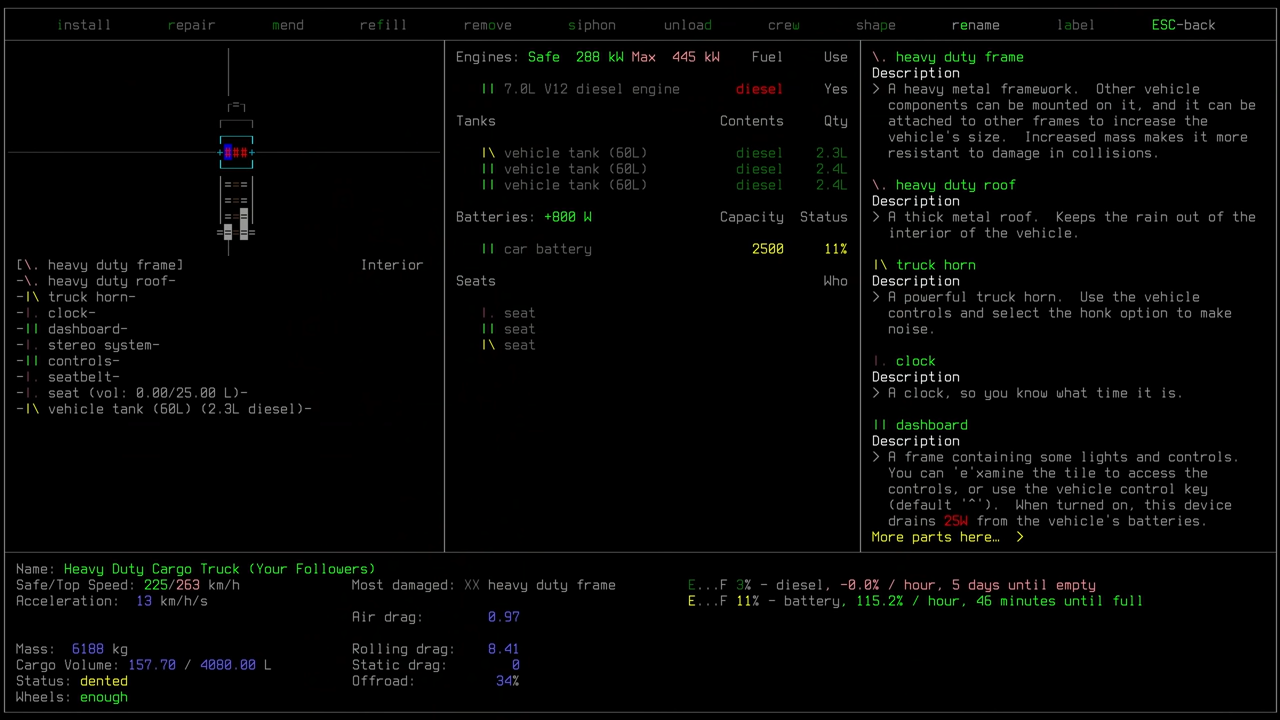 install repair mend refill remove siphon unload crew shape rename label ESC-back
[\. heavy duty frame] Interior
-\. heavy duty roof-
-|\ truck horn-
-|. clock-
-|| dashboard-
-|. stereo system-
-|| controls-
-|. seatbelt-
-|. seat (vol: 0.00/25.00 L)-
-|\ vehicle tank (60L) (2.3L diesel)-
Engines: Safe 288 kW Max 445 kW Fuel Use
|| 7.0L V12 diesel engine diesel Yes
Tanks Contents Qty
|\ vehicle tank (60L) diesel 2.3L
|| vehicle tank (60L) diesel 2.4L
|| vehicle tank (60L) diesel 2.4L
Batteries: +800 W Capacity Status
|| car battery 2500 11%
Seats Who
|. seat
|| seat
|\ seat
\. heavy duty frame
Description
> A heavy metal framework. Other vehicle
components can be mounted on it, and it can be
attached to other frames to increase the
vehicle's size. Increased mass makes it more
resistant to damage in collisions.
\. heavy duty roof
Description
> A thick metal roof. Keeps the rain out of the
interior of the vehicle.
|\ truck horn
Description
> A powerful truck horn. Use the vehicle
controls and select the honk option to make
noise.
|. clock
Description
> A clock, so you know what time it is.
|| dashboard
Description
> A frame containing some lights and controls.
You can 'e'xamine the tile to access the
controls, or use the vehicle control key
(default '^'). When turned on, this device
drains 25W from the vehicle's batteries.
More parts here… >
Name: Heavy Duty Cargo Truck (Your Followers)
Safe/Top Speed: 225/263 km/h
Acceleration: 13 km/h/s
Mass: 6188 kg
Cargo Volume: 157.70 / 4080.00 L
Status: dented
Wheels: enough
Most damaged: XX heavy duty frame
Air drag: 0.97
Rolling drag: 8.41
Static drag: 0
Offroad: 34%
E...F 3% - diesel, -0.0% / hour, 5 days until empty
E...F 11% - battery, 115.2% / hour, 46 minutes until full